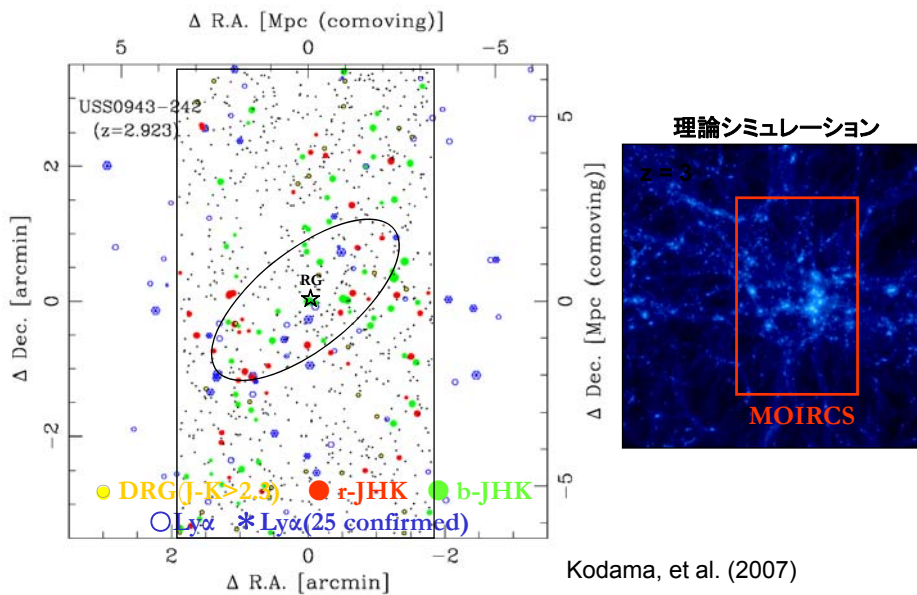 Δ R.A. [Mpc (comoving)]
5 0 −5
USS0943−242
(z=2.923)
2
0
−2
Δ Dec. [arcmin]
RG
5
0
−5
Δ Dec. [Mpc (comoving)]
DRG(J-K>2.3) r-JHK b-JHK
Lyα Lyα(25 confirmed)
2 0 −2
Δ R.A. [arcmin]
理論シミュレーション
z = 3
MOIRCS
Kodama, et al. (2007)